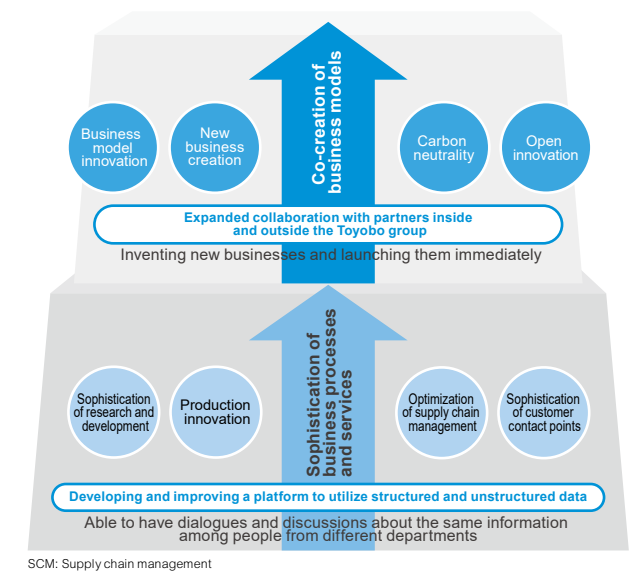 Co-creation of
business models
Business
model
innovation
New
business
creation
Carbon
neutrality
Open
innovation
Expanded collaboration with partners inside
and outside the Toyobo group
Inventing new businesses and launching them immediately
Sophistication of
business processes
and services
Sophistication
of research and
development
Production
innovation
Optimization
of supply chain
management
Sophistication
of customer
contact points
Developing and improving a platform to utilize structured and unstructured data
Able to have dialogues and discussions about the same information
among people from different departments
SCM: Supply chain management